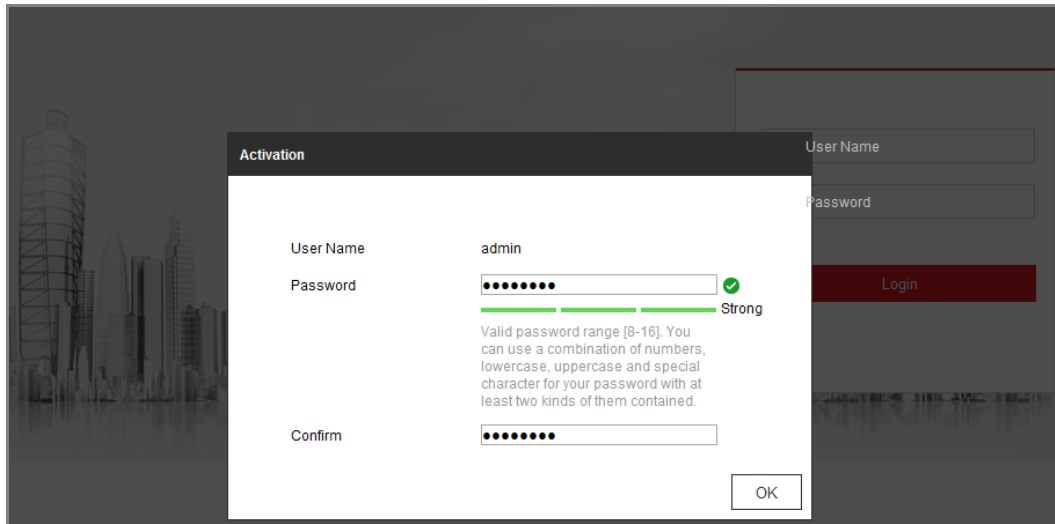 Activation
User Name
Password
Login
User Name admin
Password ●●●●●●●●
Strong
Valid password range [8-16]. You
can use a combination of numbers,
lowercase, uppercase and special
character for your password with at
least two kinds of them contained.
Confirm ●●●●●●●●
OK